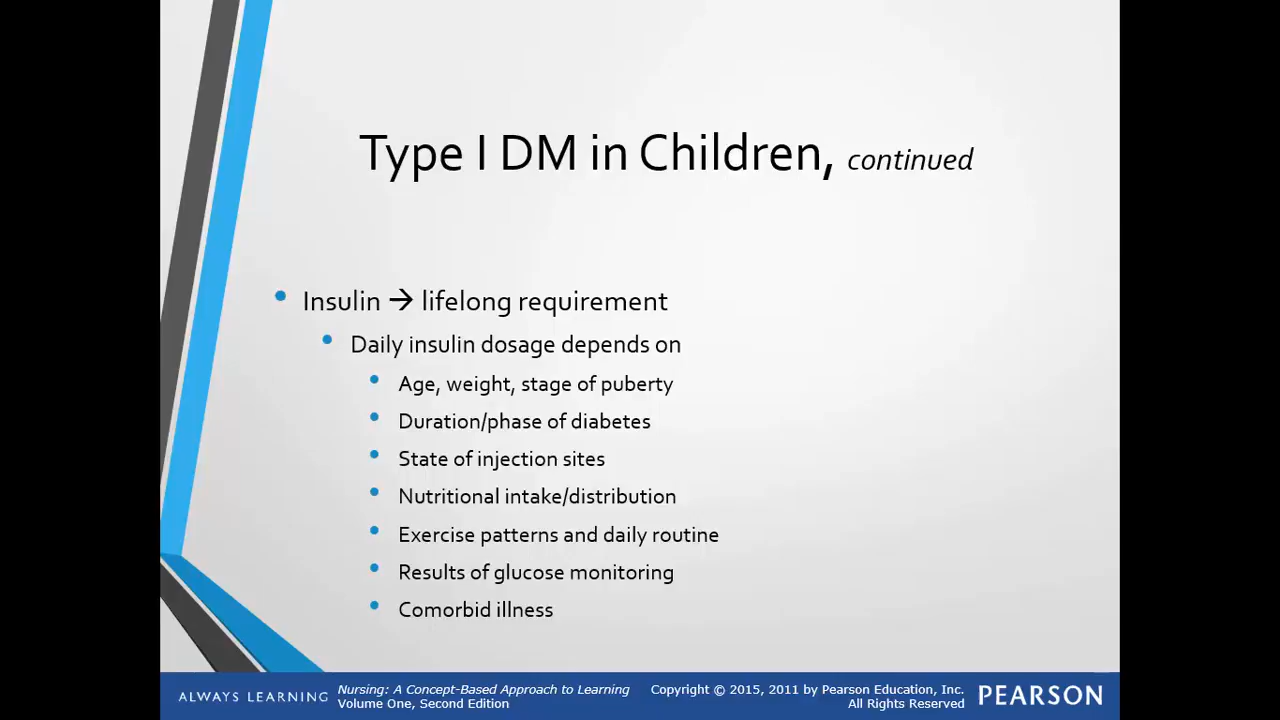 Type I DM in Children, continued
Insulin → lifelong requirement
Daily insulin dosage depends on
Age, weight, stage of puberty
Duration/phase of diabetes
State of injection sites
Nutritional intake/distribution
Exercise patterns and daily routine
Results of glucose monitoring
Comorbid illness
ALWAYS LEARNING
Nursing: A Concept-Based Approach to Learning
Volume One, Second Edition
Copyright © 2015, 2011 by Pearson Education, Inc.
All Rights Reserved
PEARSON